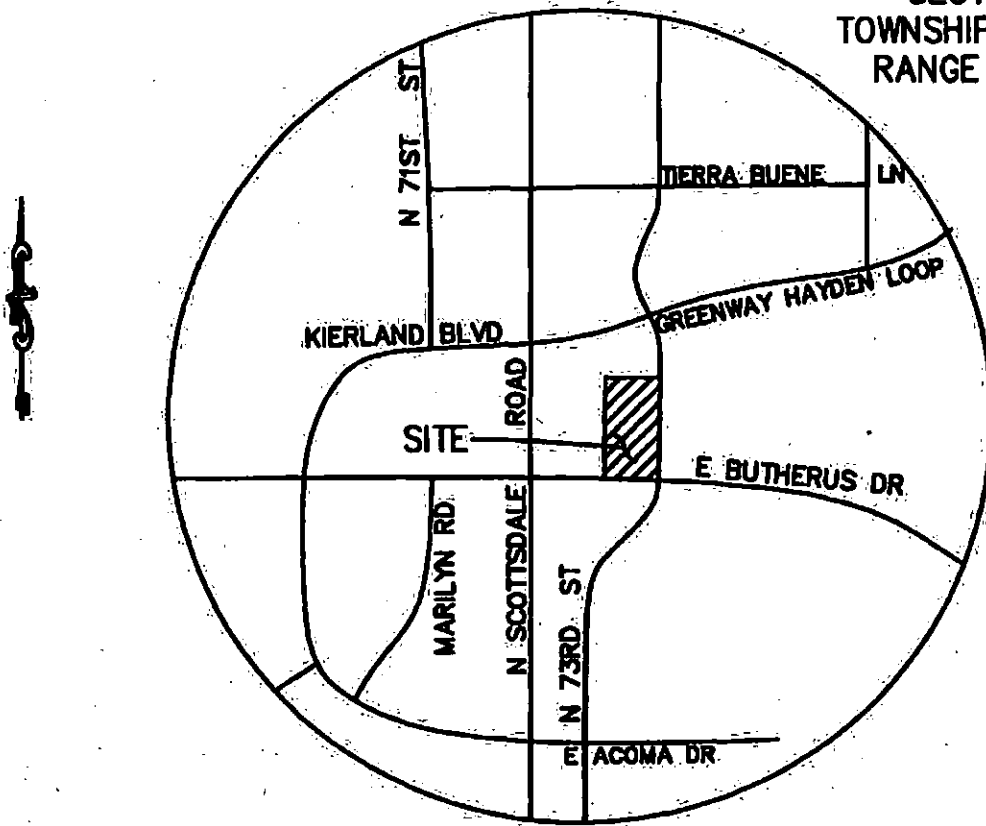 TOWNSHIP
RANGE
N 71ST ST
TIERRA BUENE LN
GREENWAY HAYDEN LOOP
KIERLAND BLVD
N SCOTTSDALE ROAD
SITE
E BUTHERUS DR
MARILYN RD
N 73RD ST
E ACOMA DR